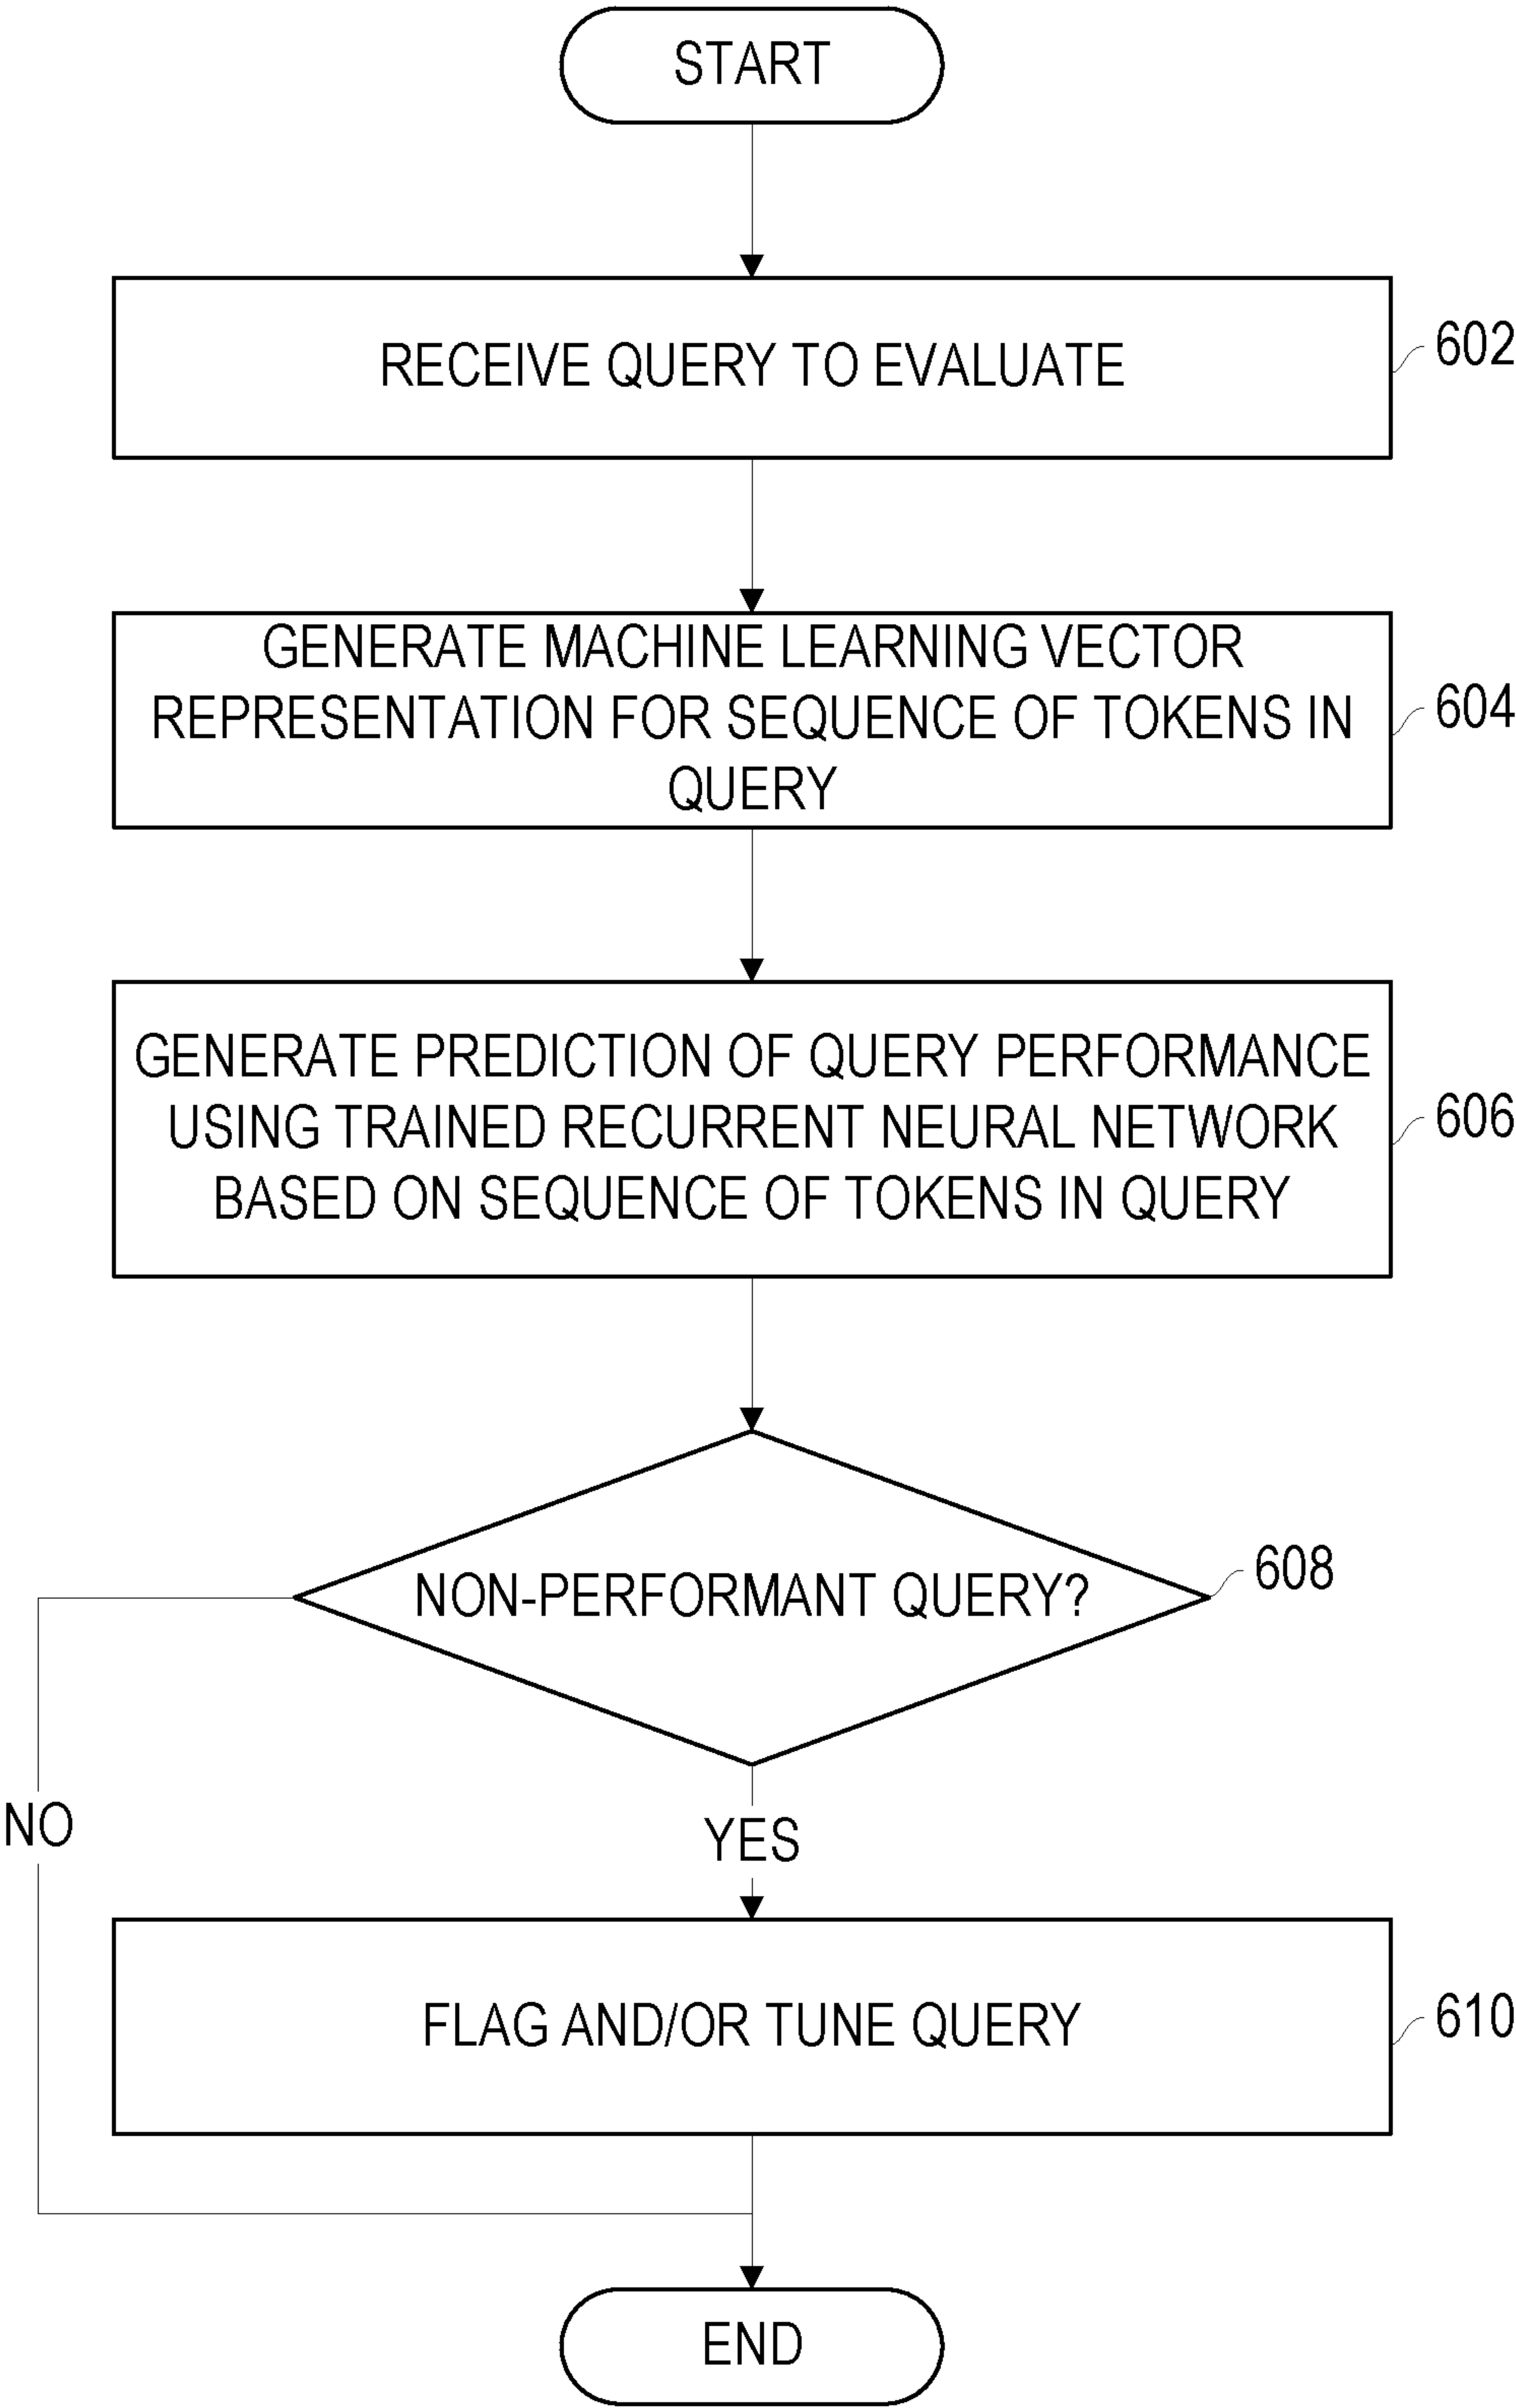 START
RECEIVE QUERY TO EVALUATE
602
GENERATE MACHINE LEARNING VECTOR
REPRESENTATION FOR SEQUENCE OF TOKENS IN
QUERY
604
GENERATE PREDICTION OF QUERY PERFORMANCE
USING TRAINED RECURRENT NEURAL NETWORK
BASED ON SEQUENCE OF TOKENS IN QUERY
606
NON-PERFORMANT QUERY?
608
NO
YES
FLAG AND/OR TUNE QUERY
610
END